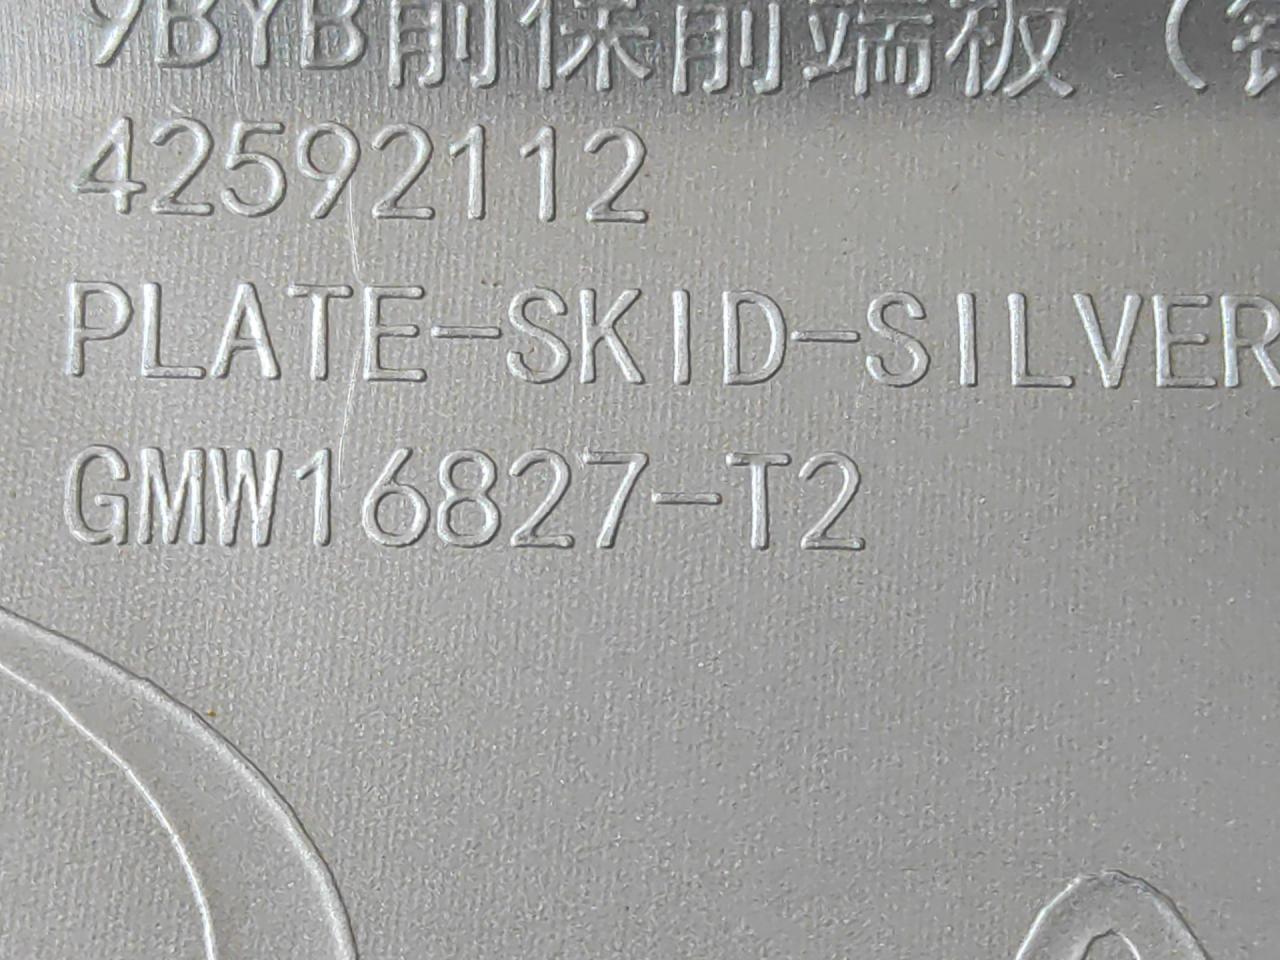 9BYB前保前端板（
42592112
PLATE-SKID-SILVER
GMW16827-T2